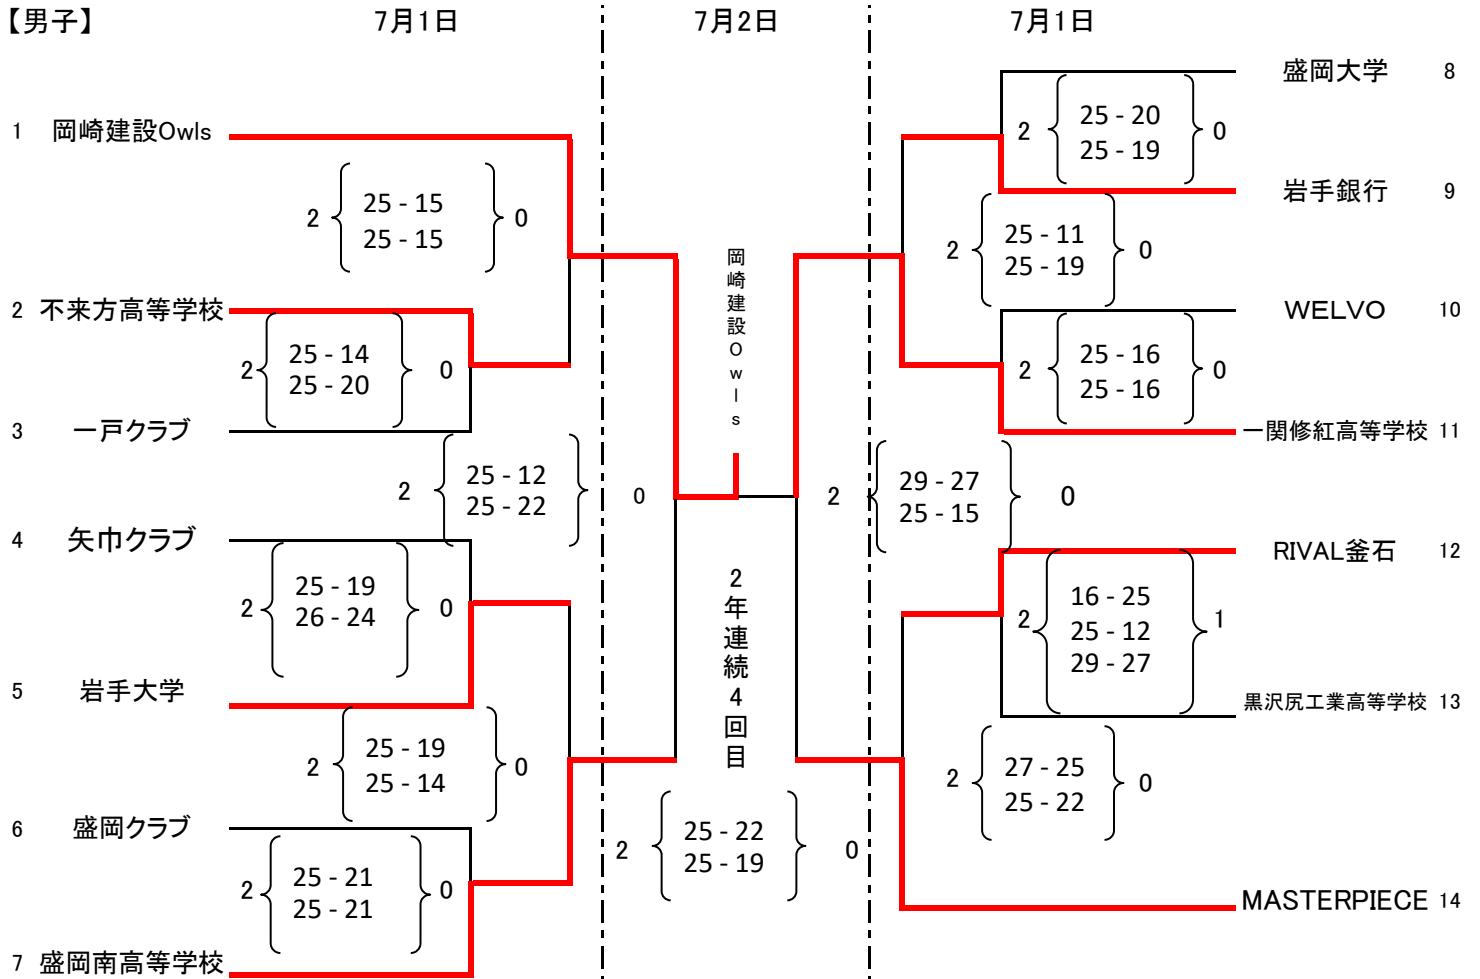 【男子】
7月1日
7月2日
7月1日
1 岡崎建設Owls
2 25 - 15 0
25 - 15
2 不来方高等学校
2 25 - 14 0
25 - 20
3 一戸クラブ
2 25 - 12 0
25 - 22
4 矢巾クラブ
2 25 - 19 0
26 - 24
5 岩手大学
2 25 - 19 0
25 - 14
6 盛岡クラブ
2 25 - 21 0
25 - 21
7 盛岡南高等学校
岡崎建設Owls
2年連続4回目
2 25 - 22 0
25 - 19
盛岡大学 8
2 25 - 20 0
25 - 19
岩手銀行 9
2 25 - 11 0
25 - 19
WELVO 10
2 25 - 16 0
25 - 16
一関修紅高等学校 11
2 29 - 27 0
25 - 15
RIVAL釜石 12
16 - 25
2 25 - 12 1
29 - 27
黒沢尻工業高等学校 13
2 27 - 25 0
25 - 22
MASTERPIECE 14